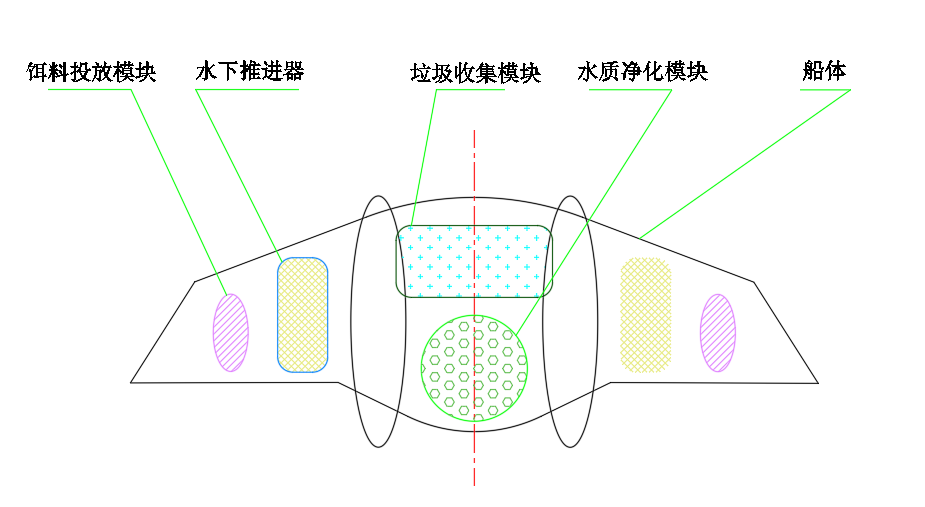 饵料投放模块
水下推进器
垃圾收集模块
水质净化模块
船体